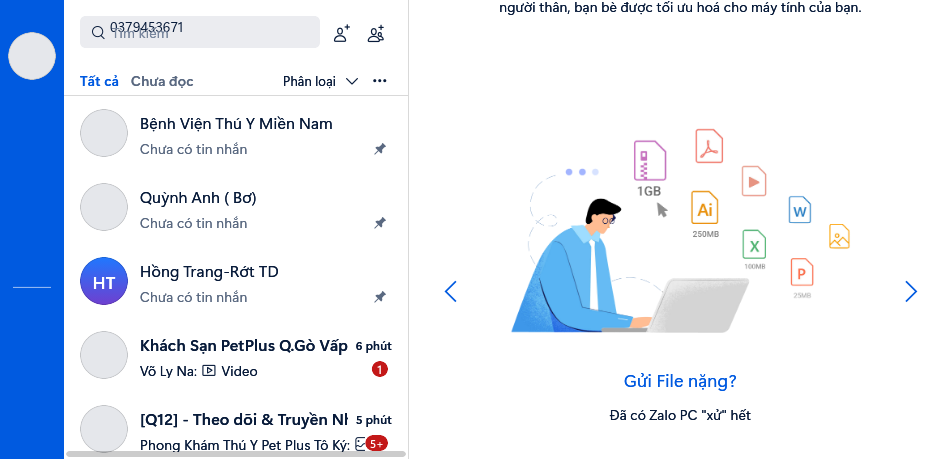 người thân, bạn bè được tối ưu hoá cho máy tính của bạn.
0379453671
Tìm kiếm
Tất cả Chưa đọc Phân loại
Bệnh Viện Thú Y Miền Nam
Chưa có tin nhắn
Quỳnh Anh ( Bơ)
Chưa có tin nhắn
HT
Hồng Trang-Rớt TD
Chưa có tin nhắn
Khách Sạn PetPlus Q.Gò Vấp 6 phút
Võ Ly Na: Video 1
[Q12] - Theo dõi & Truyền Nh 5 phút
Phong Khám Thú Y Pet Plus Tô Ký: 5+
1GB
Ai
250MB
W
X
100MB
P
25MB
Gửi File nặng?
Đã có Zalo PC "xử" hết